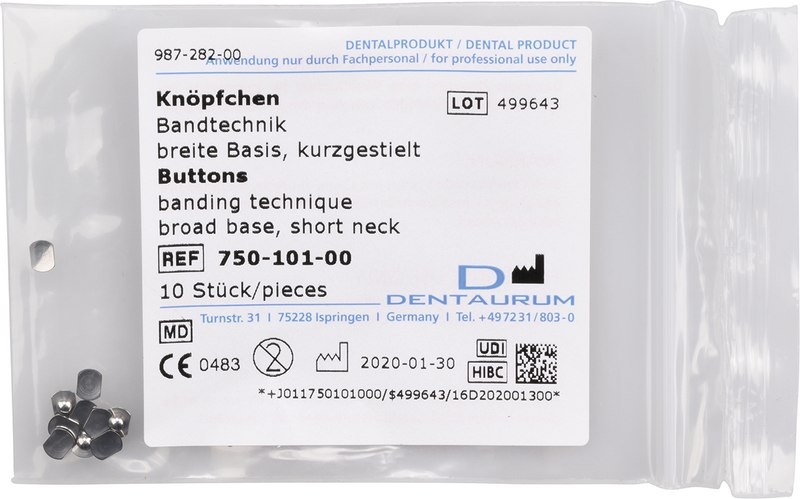 987-282-00
DENTALPRODUKT / DENTAL PRODUCT
Anwendung nur durch Fachpersonal / for professional use only
Knöpfchen
LOT 499643
Bandtechnik
breite Basis, kurzgestielt
Buttons
banding technique
broad base, short neck
REF 750-101-00
10 Stück/pieces
D
DENTAURUM
Turnstr. 31 I 75228 Ispringen I Germany I Tel. +497231/803-0
MD
CE 0483
2
2020-01-30
UDI
HIBC
*+J011750101000/$499643/16D202001300*